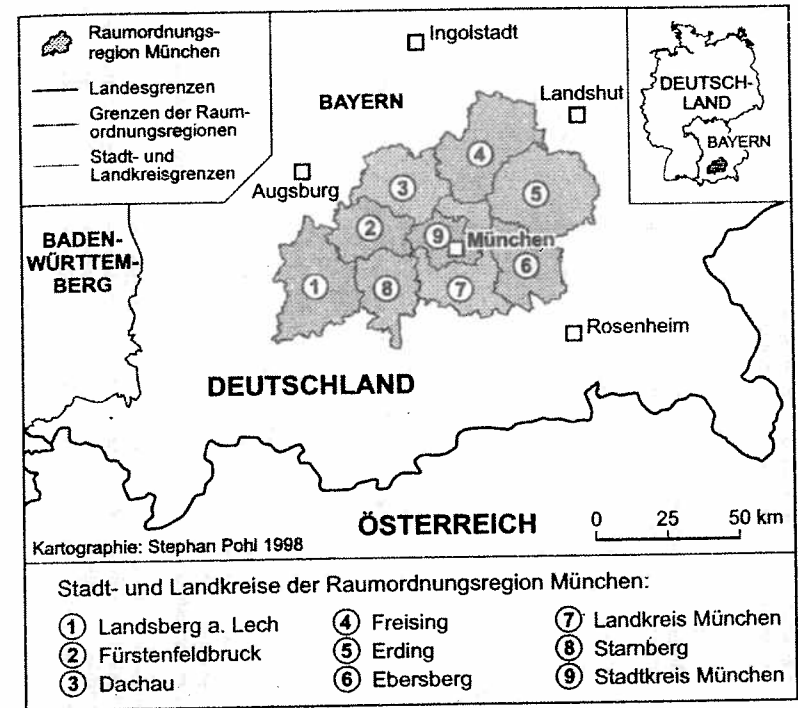 Raumordnungs-
region München
Landesgrenzen
Grenzen der Raum-
ordnungsregionen
Stadt- und
Landkreisgrenzen
Ingolstadt
BAYERN
Landshut
DEUTSCH-
LAND
BAYERN
Augsburg
4
3
5
2
9
München
BADEN-
WÜRTTEM-
BERG
6
1
8
7
Rosenheim
DEUTSCHLAND
ÖSTERREICH
0 25 50 km
Kartographie: Stephan Pohl 1998
Stadt- und Landkreise der Raumordnungsregion München:
1 Landsberg a. Lech
2 Fürstenfeldbruck
3 Dachau
4 Freising
5 Erding
6 Ebersberg
7 Landkreis München
8 Starnberg
9 Stadtkreis München